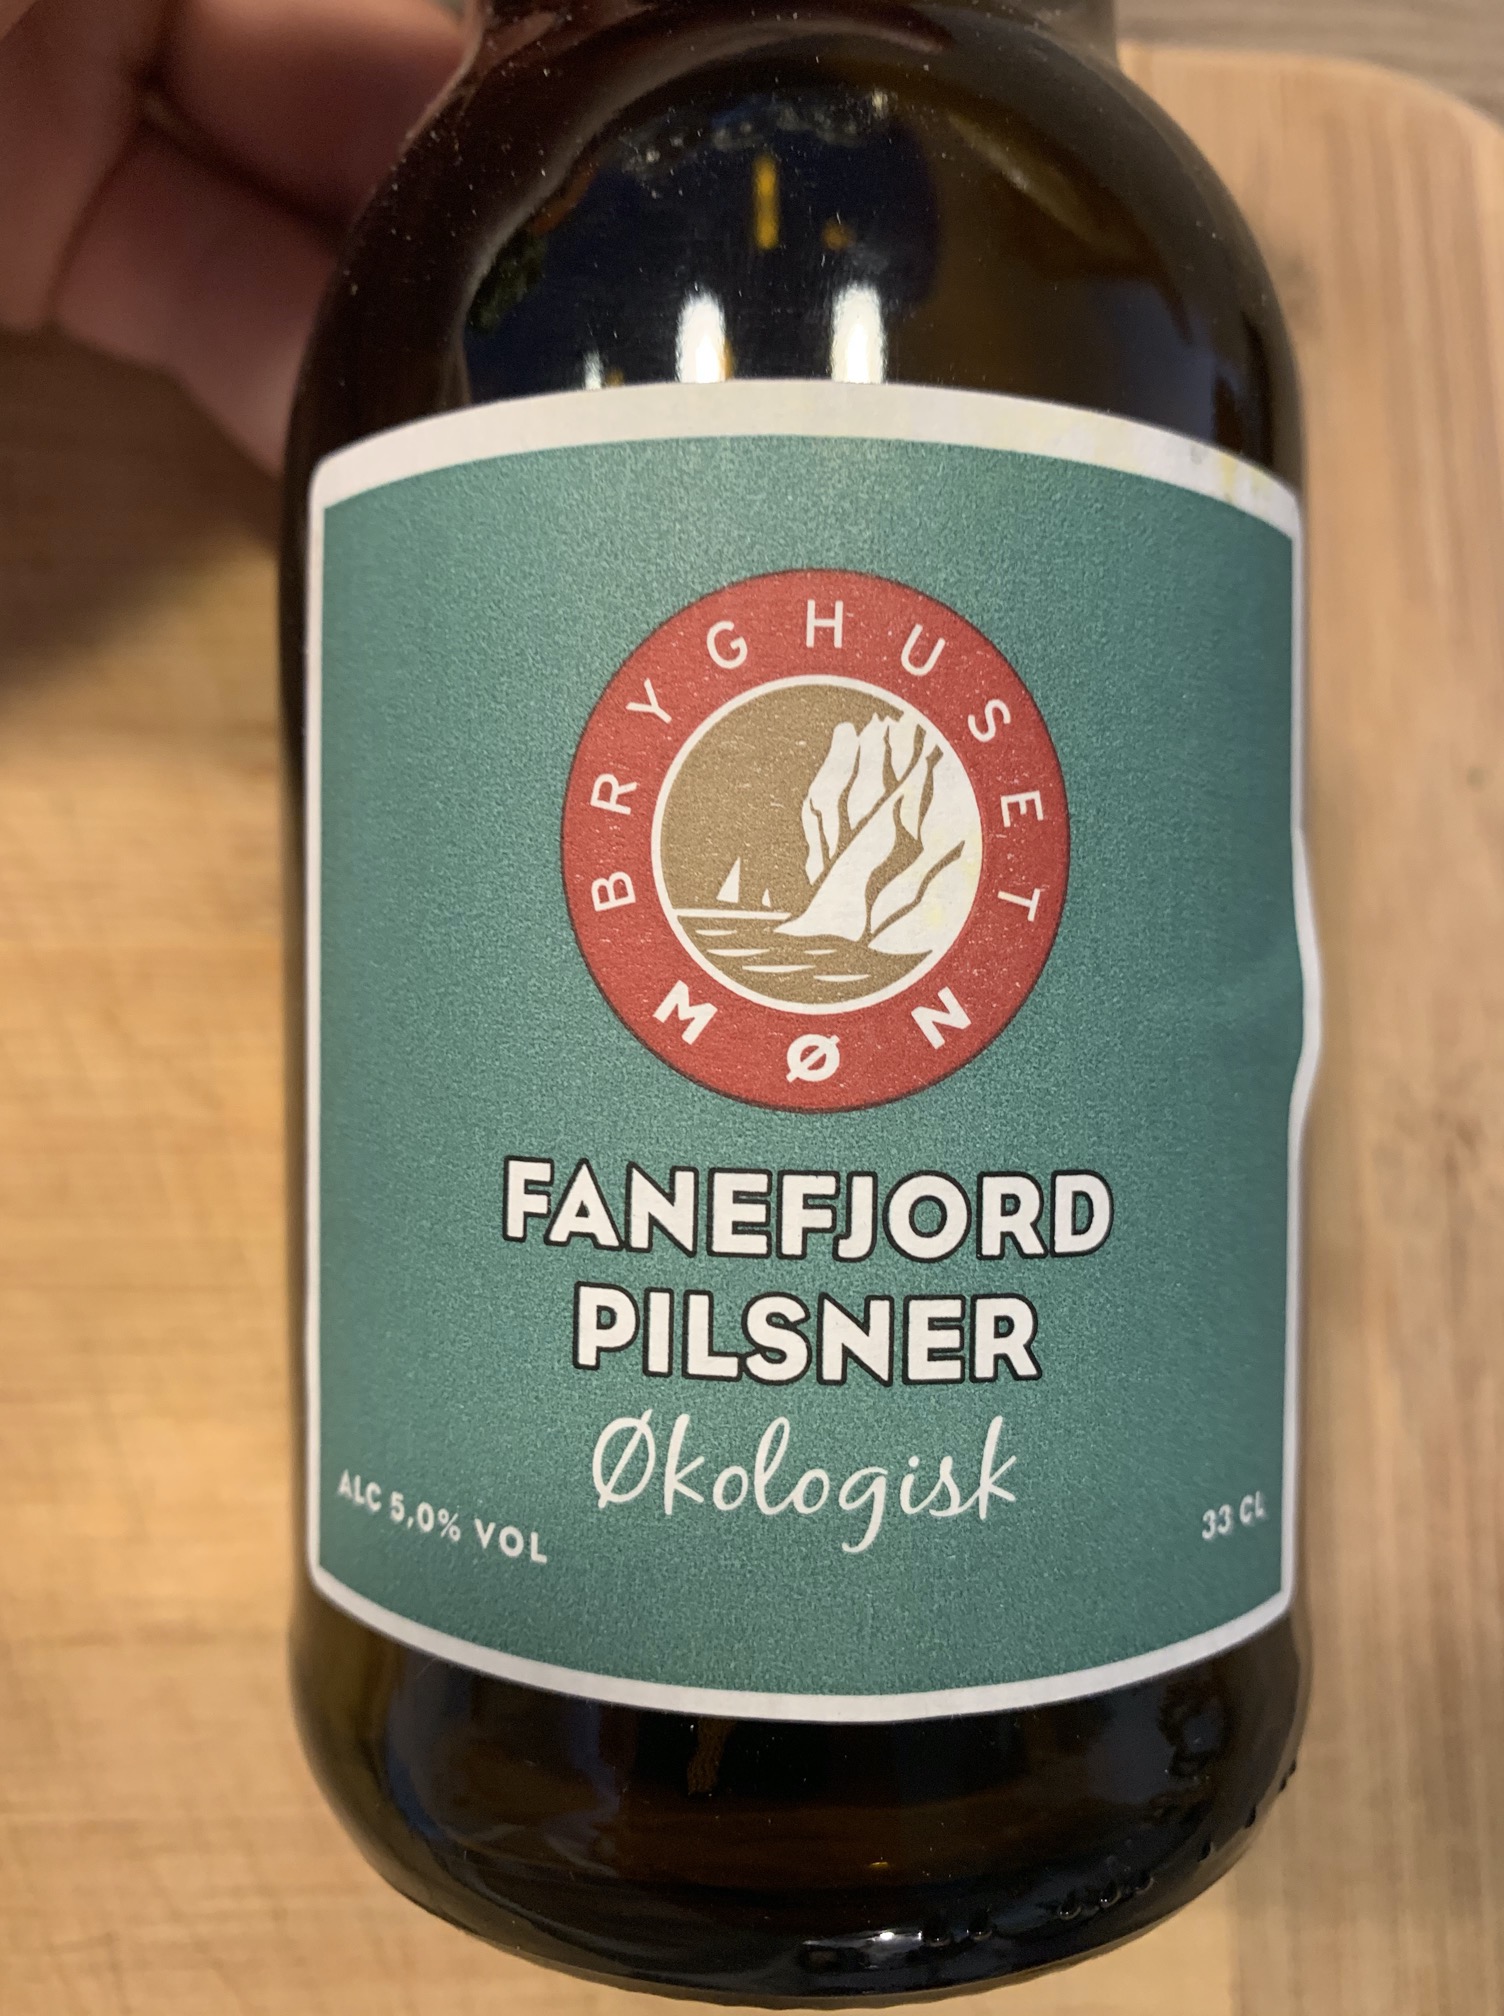 BRYGHUSET
MØN
FANEFJORD
PILSNER
Økologisk
ALC 5,0% VOL
33 CL